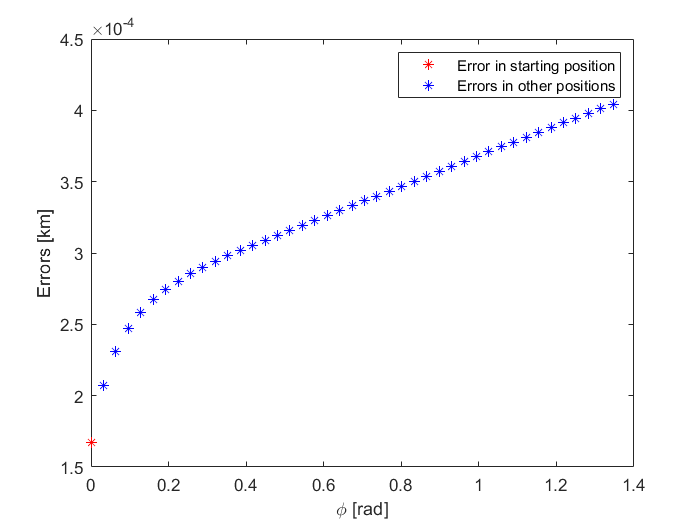 ×10-4
4.5
4
3.5
3
2.5
2
1.5
Errors [km]
Error in starting position
Errors in other positions
0 0.2 0.4 0.6 0.8 1 1.2 1.4
ϕ [rad]